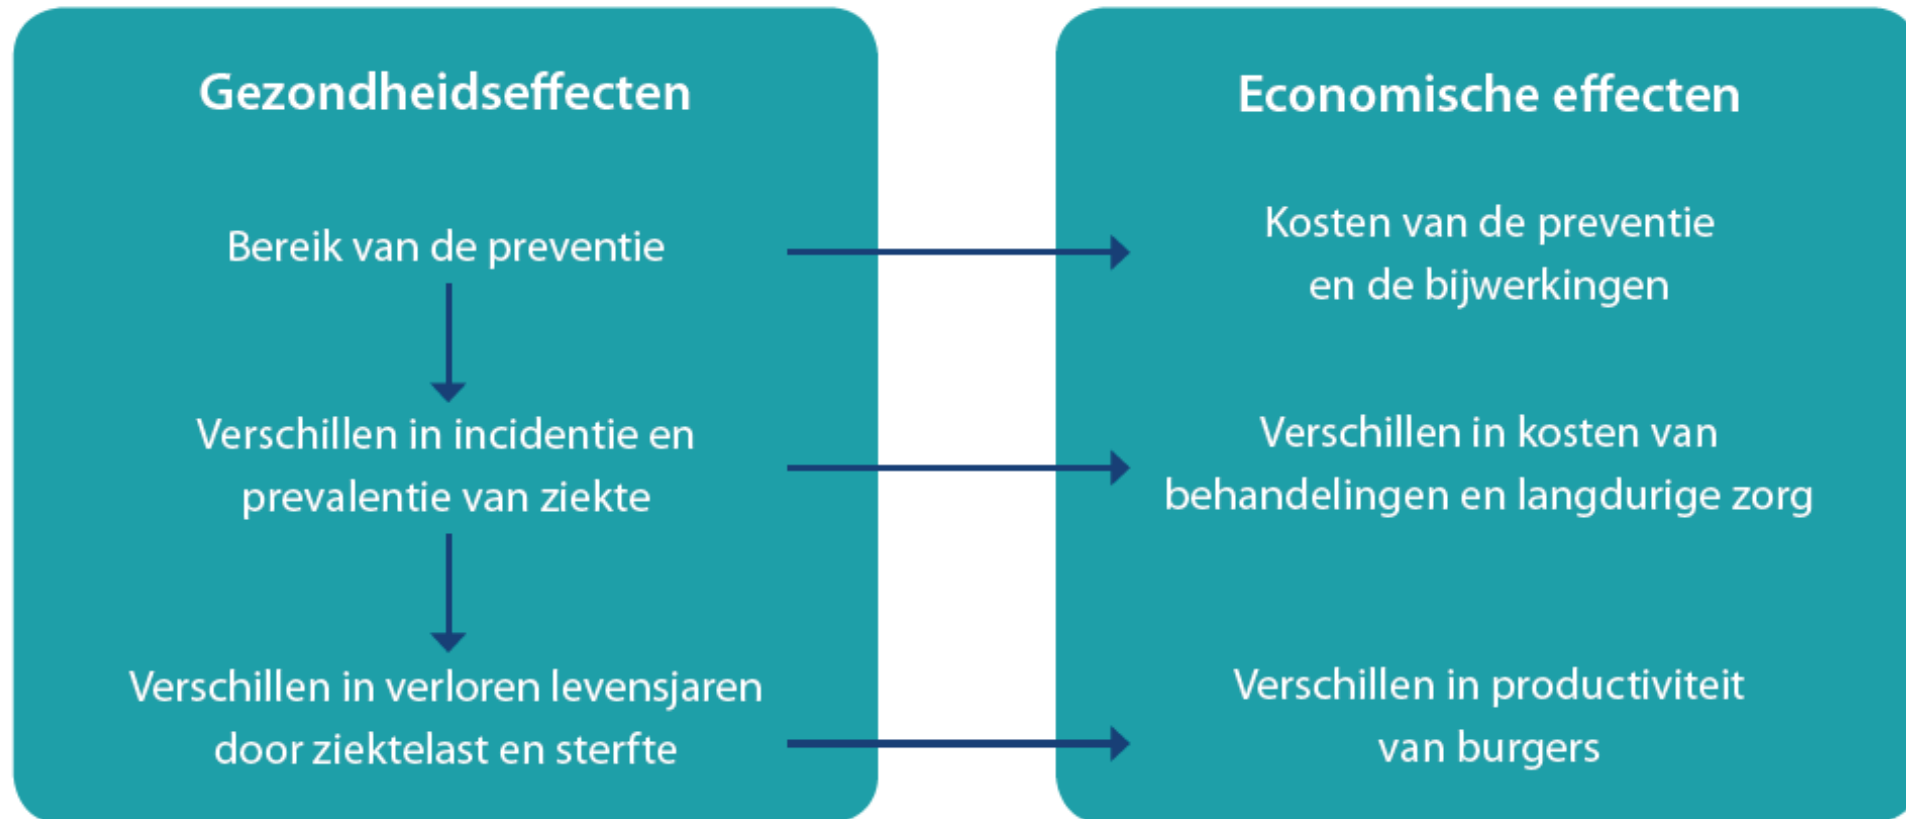 Gezondheidseffecten
Bereik van de preventie
Verschillen in incidentie en
prevalentie van ziekte
Verschillen in verloren levensjaren
door ziektelast en sterfte
Economische effecten
Kosten van de preventie
en de bijwerkingen
Verschillen in kosten van
behandelingen en langdurige zorg
Verschillen in productiviteit
van burgers